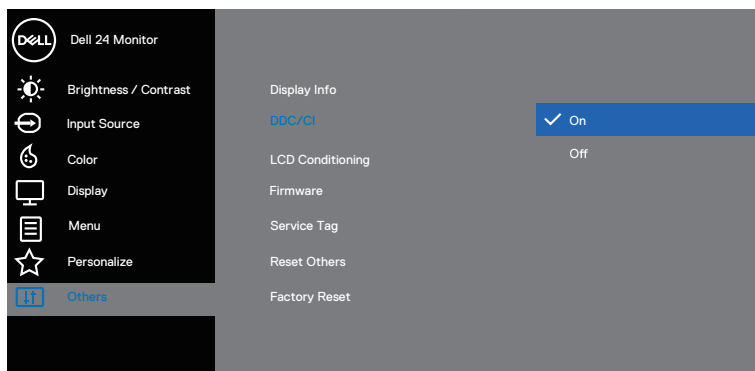 DELL
Dell 24 Monitor
Brightness / Contrast
Input Source
Color
Display
Menu
Personalize
Others
Display Info
DDC/CI
LCD Conditioning
Firmware
Service Tag
Reset Others
Factory Reset
On
Off